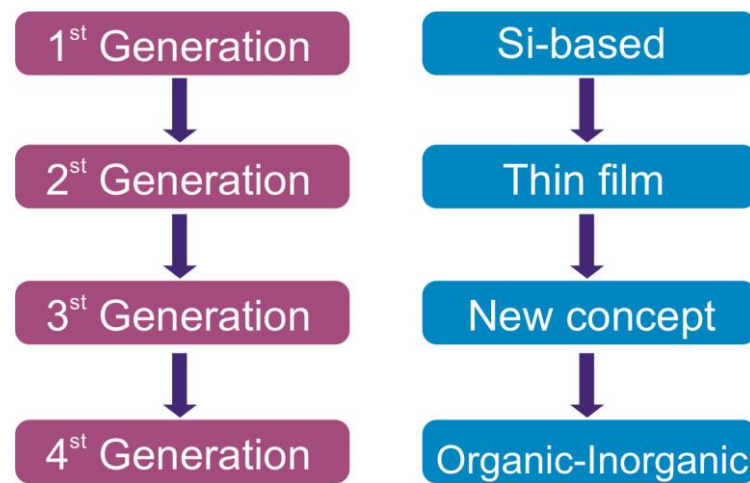 1st Generation
Si-based
2st Generation
Thin film
3st Generation
New concept
4st Generation
Organic-Inorganic